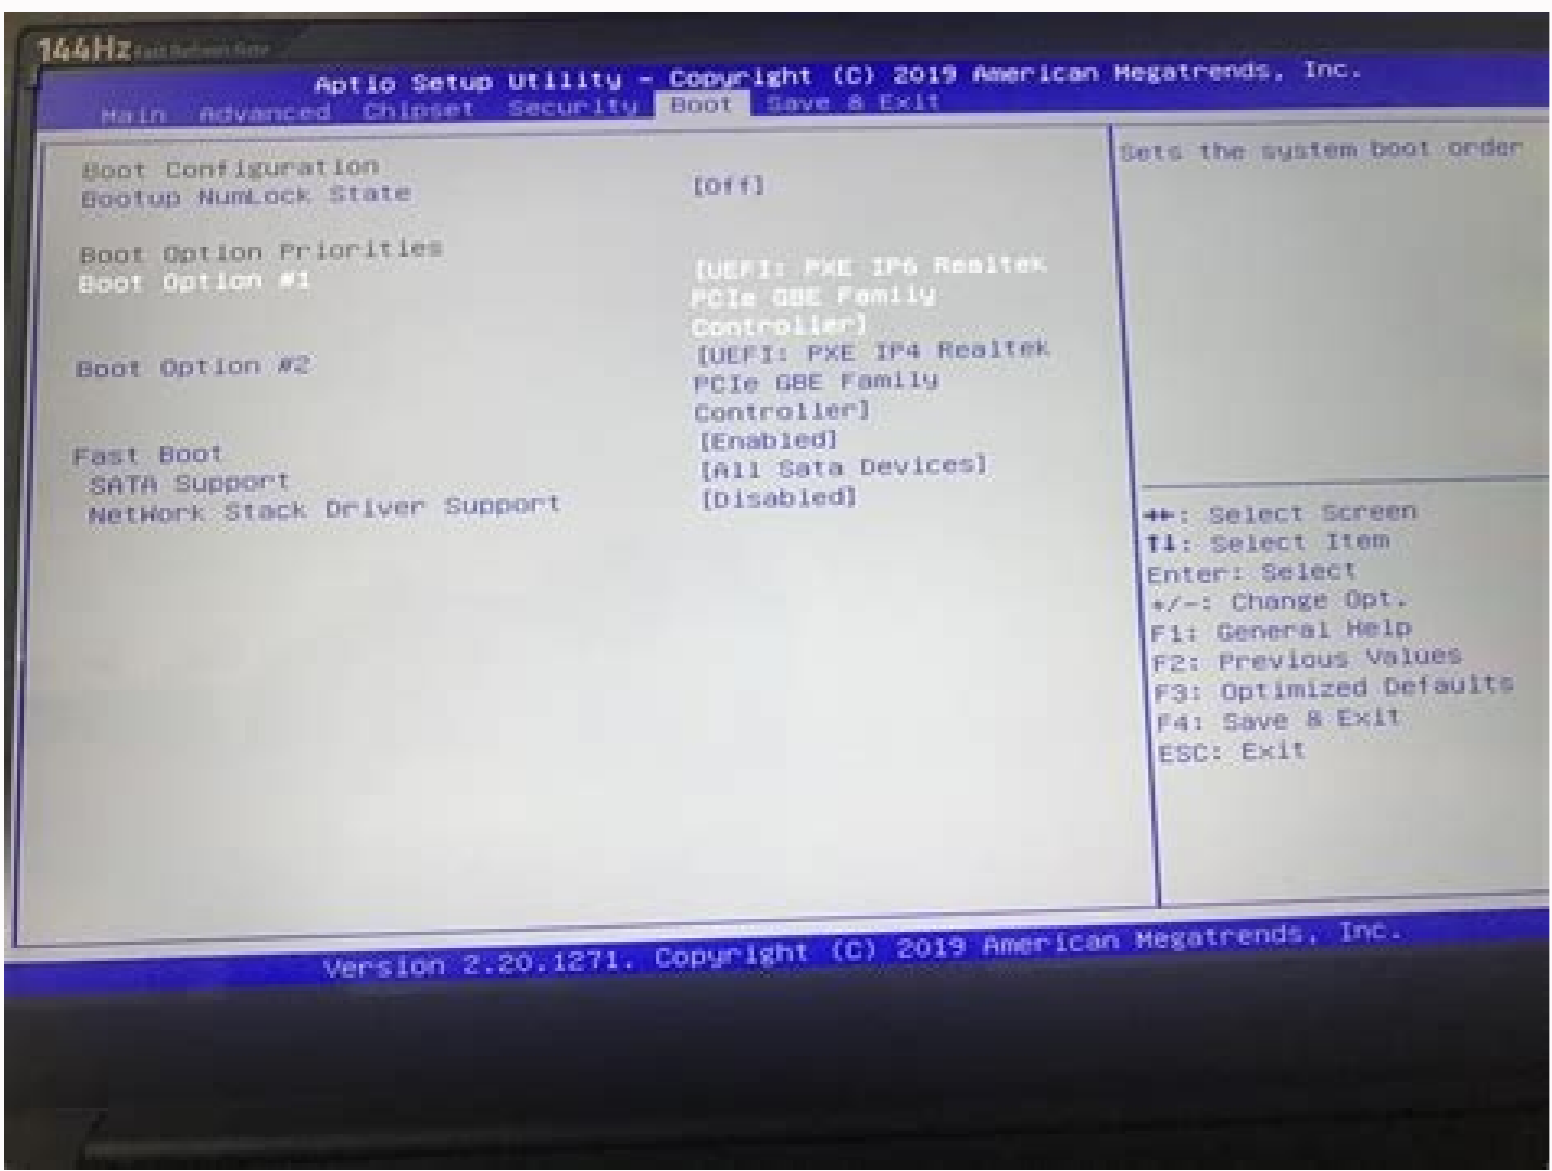 144Hz Fast Refresh Rate
Aptio Setup Utility - Copyright (C) 2019 American Megatrends, Inc.
Main Advanced Chipset Security Boot Save & Exit
Boot Configuration
Bootup NumLock State [Off]
Boot Option Priorities
Boot Option #1 [UEFI: PXE IP6 Realtek
PCIe GBE Family
Controller]
Boot Option #2 [UEFI: PXE IP4 Realtek
PCIe GBE Family
Controller]
Fast Boot [Enabled]
SATA Support [All Sata Devices]
NetWork Stack Driver Support [Disabled]
Sets the system boot order
→←: Select Screen
↑↓: Select Item
Enter: Select
+/-: Change Opt.
F1: General Help
F2: Previous Values
F3: Optimized Defaults
F4: Save & Exit
ESC: Exit
Version 2.20.1271. Copyright (C) 2019 American Megatrends, Inc.